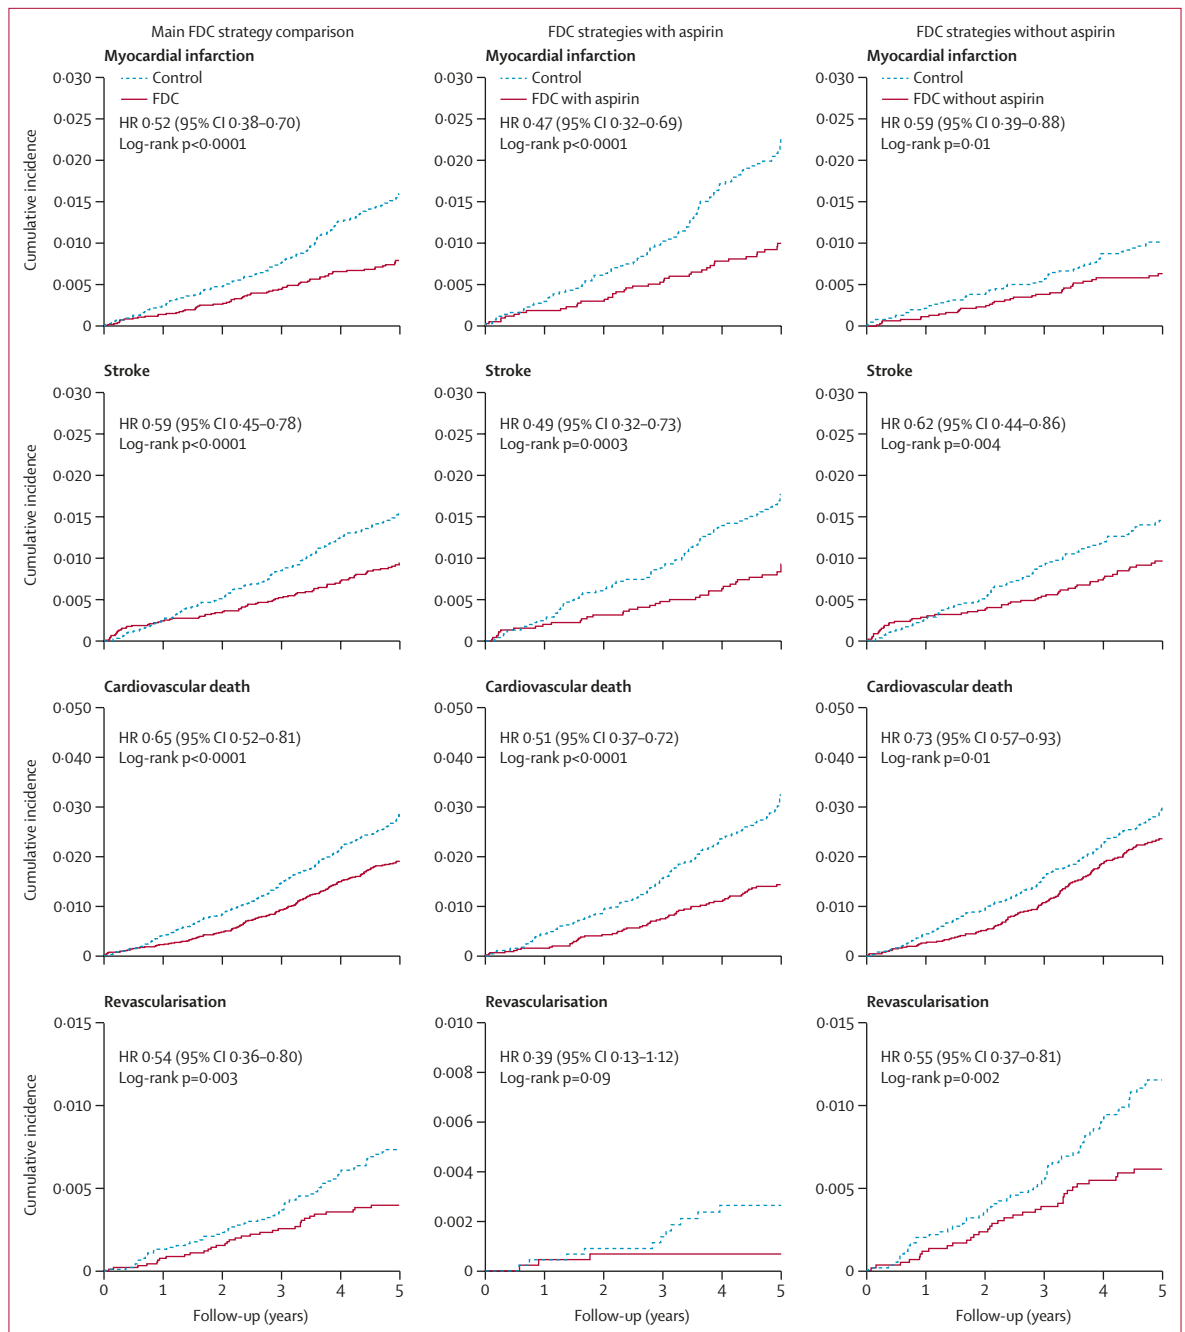 Main FDC strategy comparison
FDC strategies with aspirin
FDC strategies without aspirin
Myocardial infarction
0·030
0·025
0·020
0·015
0·010
0·005
0
Cumulative incidence
Control
FDC
HR 0·52 (95% CI 0·38–0·70)
Log-rank p<0·0001
Myocardial infarction
0·030
0·025
0·020
0·015
0·010
0·005
0
Control
FDC with aspirin
HR 0·47 (95% CI 0·32–0·69)
Log-rank p<0·0001
Myocardial infarction
0·030
0·025
0·020
0·015
0·010
0·005
0
Control
FDC without aspirin
HR 0·59 (95% CI 0·39–0·88)
Log-rank p=0·01
Stroke
0·030
0·025
0·020
0·015
0·010
0·005
0
Cumulative incidence
HR 0·59 (95% CI 0·45–0·78)
Log-rank p<0·0001
Stroke
0·030
0·025
0·020
0·015
0·010
0·005
0
HR 0·49 (95% CI 0·32–0·73)
Log-rank p=0·0003
Stroke
0·030
0·025
0·020
0·015
0·010
0·005
0
HR 0·62 (95% CI 0·44–0·86)
Log-rank p=0·004
Cardiovascular death
0·050
0·040
0·030
0·020
0·010
0
Cumulative incidence
HR 0·65 (95% CI 0·52–0·81)
Log-rank p<0·0001
Cardiovascular death
0·050
0·040
0·030
0·020
0·010
0
HR 0·51 (95% CI 0·37–0·72)
Log-rank p<0·0001
Cardiovascular death
0·050
0·040
0·030
0·020
0·010
0
HR 0·73 (95% CI 0·57–0·93)
Log-rank p=0·01
Revascularisation
0·015
0·010
0·005
0
Cumulative incidence
HR 0·54 (95% CI 0·36–0·80)
Log-rank p=0·003
0 1 2 3 4 5
Follow-up (years)
Revascularisation
0·010
0·008
0·006
0·004
0·002
0
HR 0·39 (95% CI 0·13–1·12)
Log-rank p=0·09
0 1 2 3 4 5
Follow-up (years)
Revascularisation
0·015
0·010
0·005
0
HR 0·55 (95% CI 0·37–0·81)
Log-rank p=0·002
0 1 2 3 4 5
Follow-up (years)